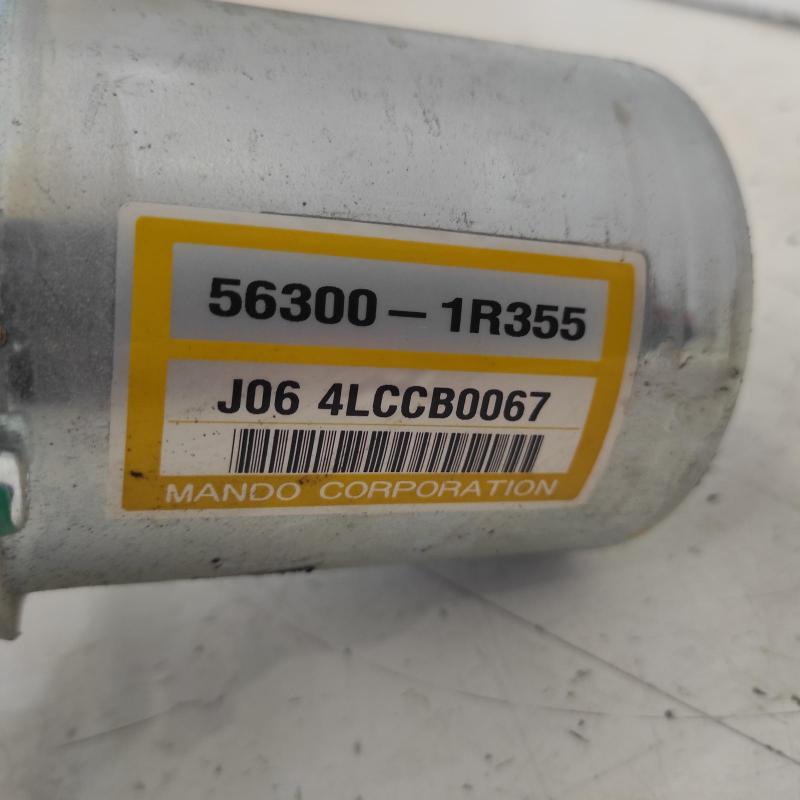 56300-1R355
J06 4LCCB0067
MANDO CORPORATION